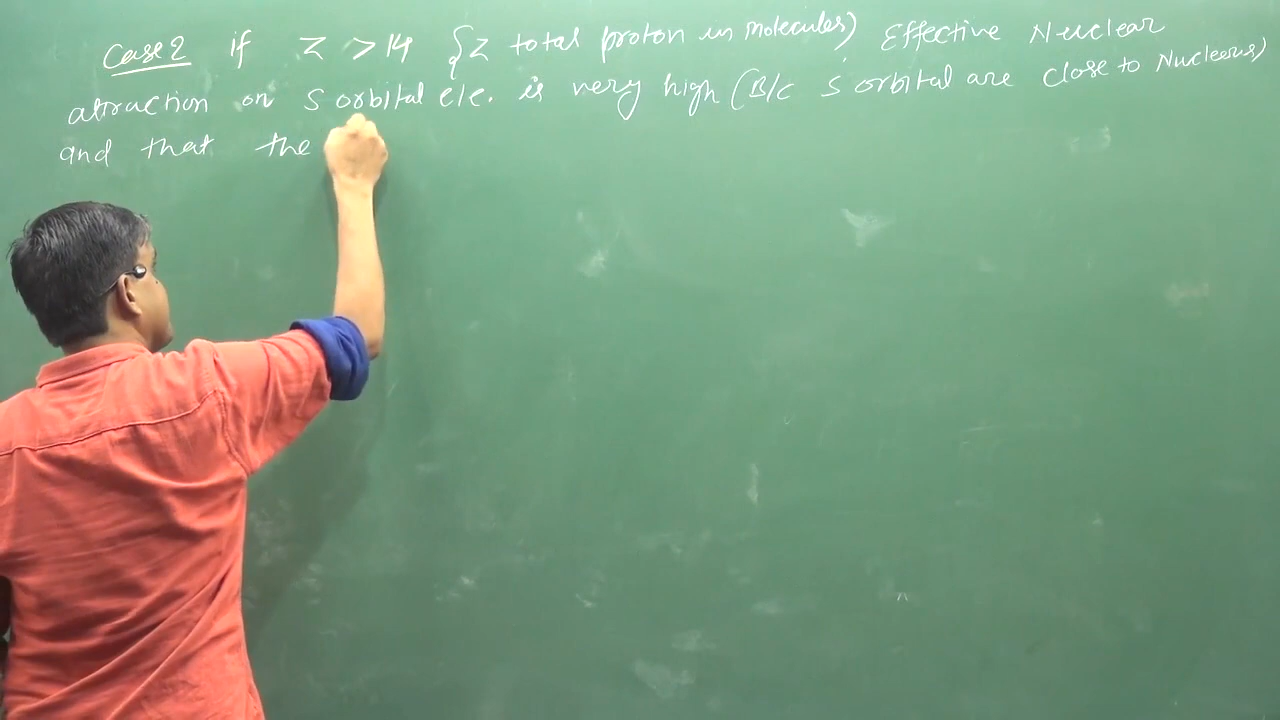 Case 2 if Z > 14 {Z total proton in molecules) Effective Nuclear
attraction on S orbital ele. is very high (B/c s orbital are close to Nucleous)
and that the